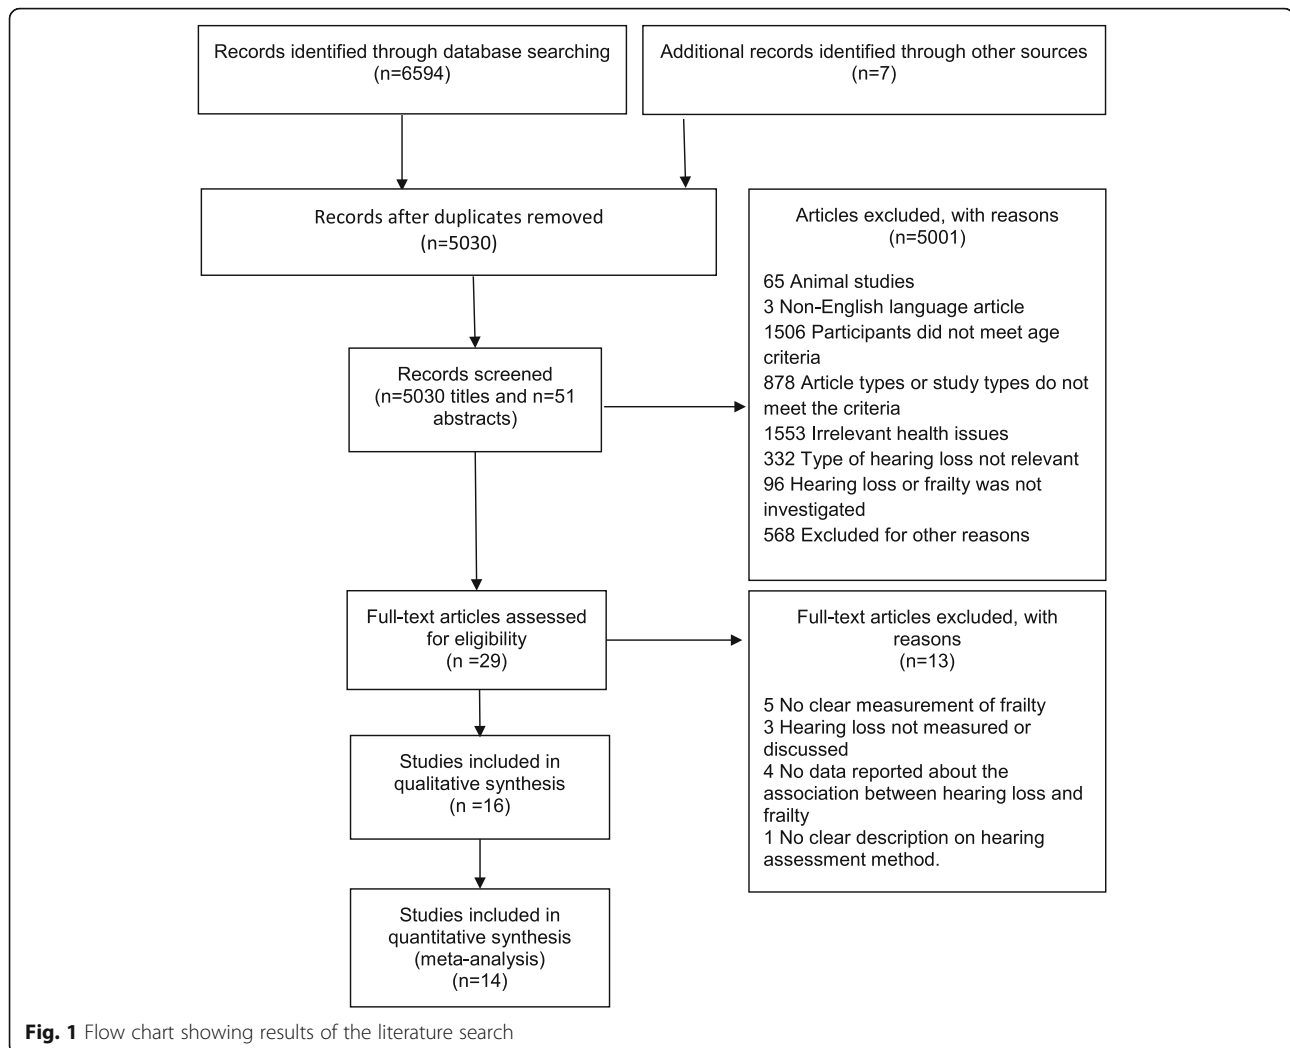 Records identified through database searching
(n=6594)
Additional records identified through other sources
(n=7)
Records after duplicates removed
(n=5030)
Articles excluded, with reasons
(n=5001)
65 Animal studies
3 Non-English language article
1506 Participants did not meet age
criteria
878 Article types or study types do not
meet the criteria
1553 Irrelevant health issues
332 Type of hearing loss not relevant
96 Hearing loss or frailty was not
investigated
568 Excluded for other reasons
Records screened
(n=5030 titles and n=51
abstracts)
Full-text articles assessed
for eligibility
(n =29)
Full-text articles excluded, with
reasons
(n=13)
5 No clear measurement of frailty
3 Hearing loss not measured or
discussed
4 No data reported about the
association between hearing loss and
frailty
1 No clear description on hearing
assessment method.
Studies included in
qualitative synthesis
(n =16)
Studies included in
quantitative synthesis
(meta-analysis)
(n=14)
Fig. 1 Flow chart showing results of the literature search